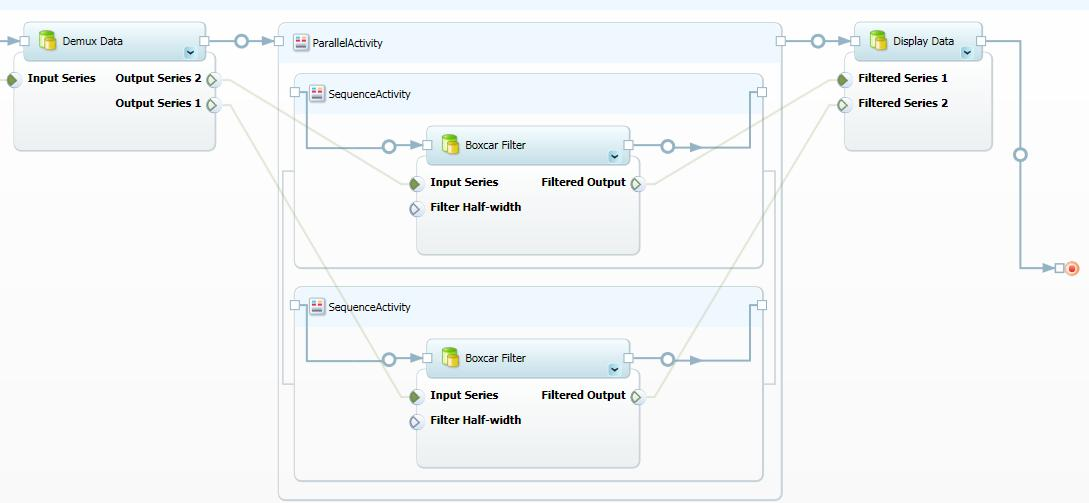 Demux Data
Input Series
Output Series 2
Output Series 1
ParallelActivity
SequenceActivity
Boxcar Filter
Input Series
Filtered Output
Filter Half-width
SequenceActivity
Boxcar Filter
Input Series
Filtered Output
Filter Half-width
Display Data
Filtered Series 1
Filtered Series 2